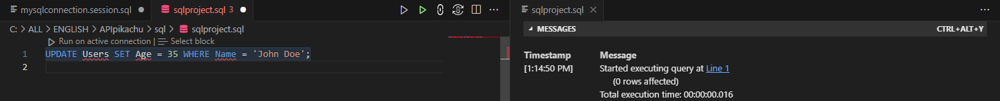 mysqlconnection.session.sql
sqlproject.sql 3
C: > ALL > ENGLISH > APIpikachu > sql > sqlproject.sql
Run on active connection | Select block
1 UPDATE Users SET Age = 35 WHERE Name = 'John Doe';
2
sqlproject.sql
MESSAGES CTRL+ALT+Y
Timestamp Message
[1:14:50 PM] Started executing query at Line 1
(0 rows affected)
Total execution time: 00:00:00.016